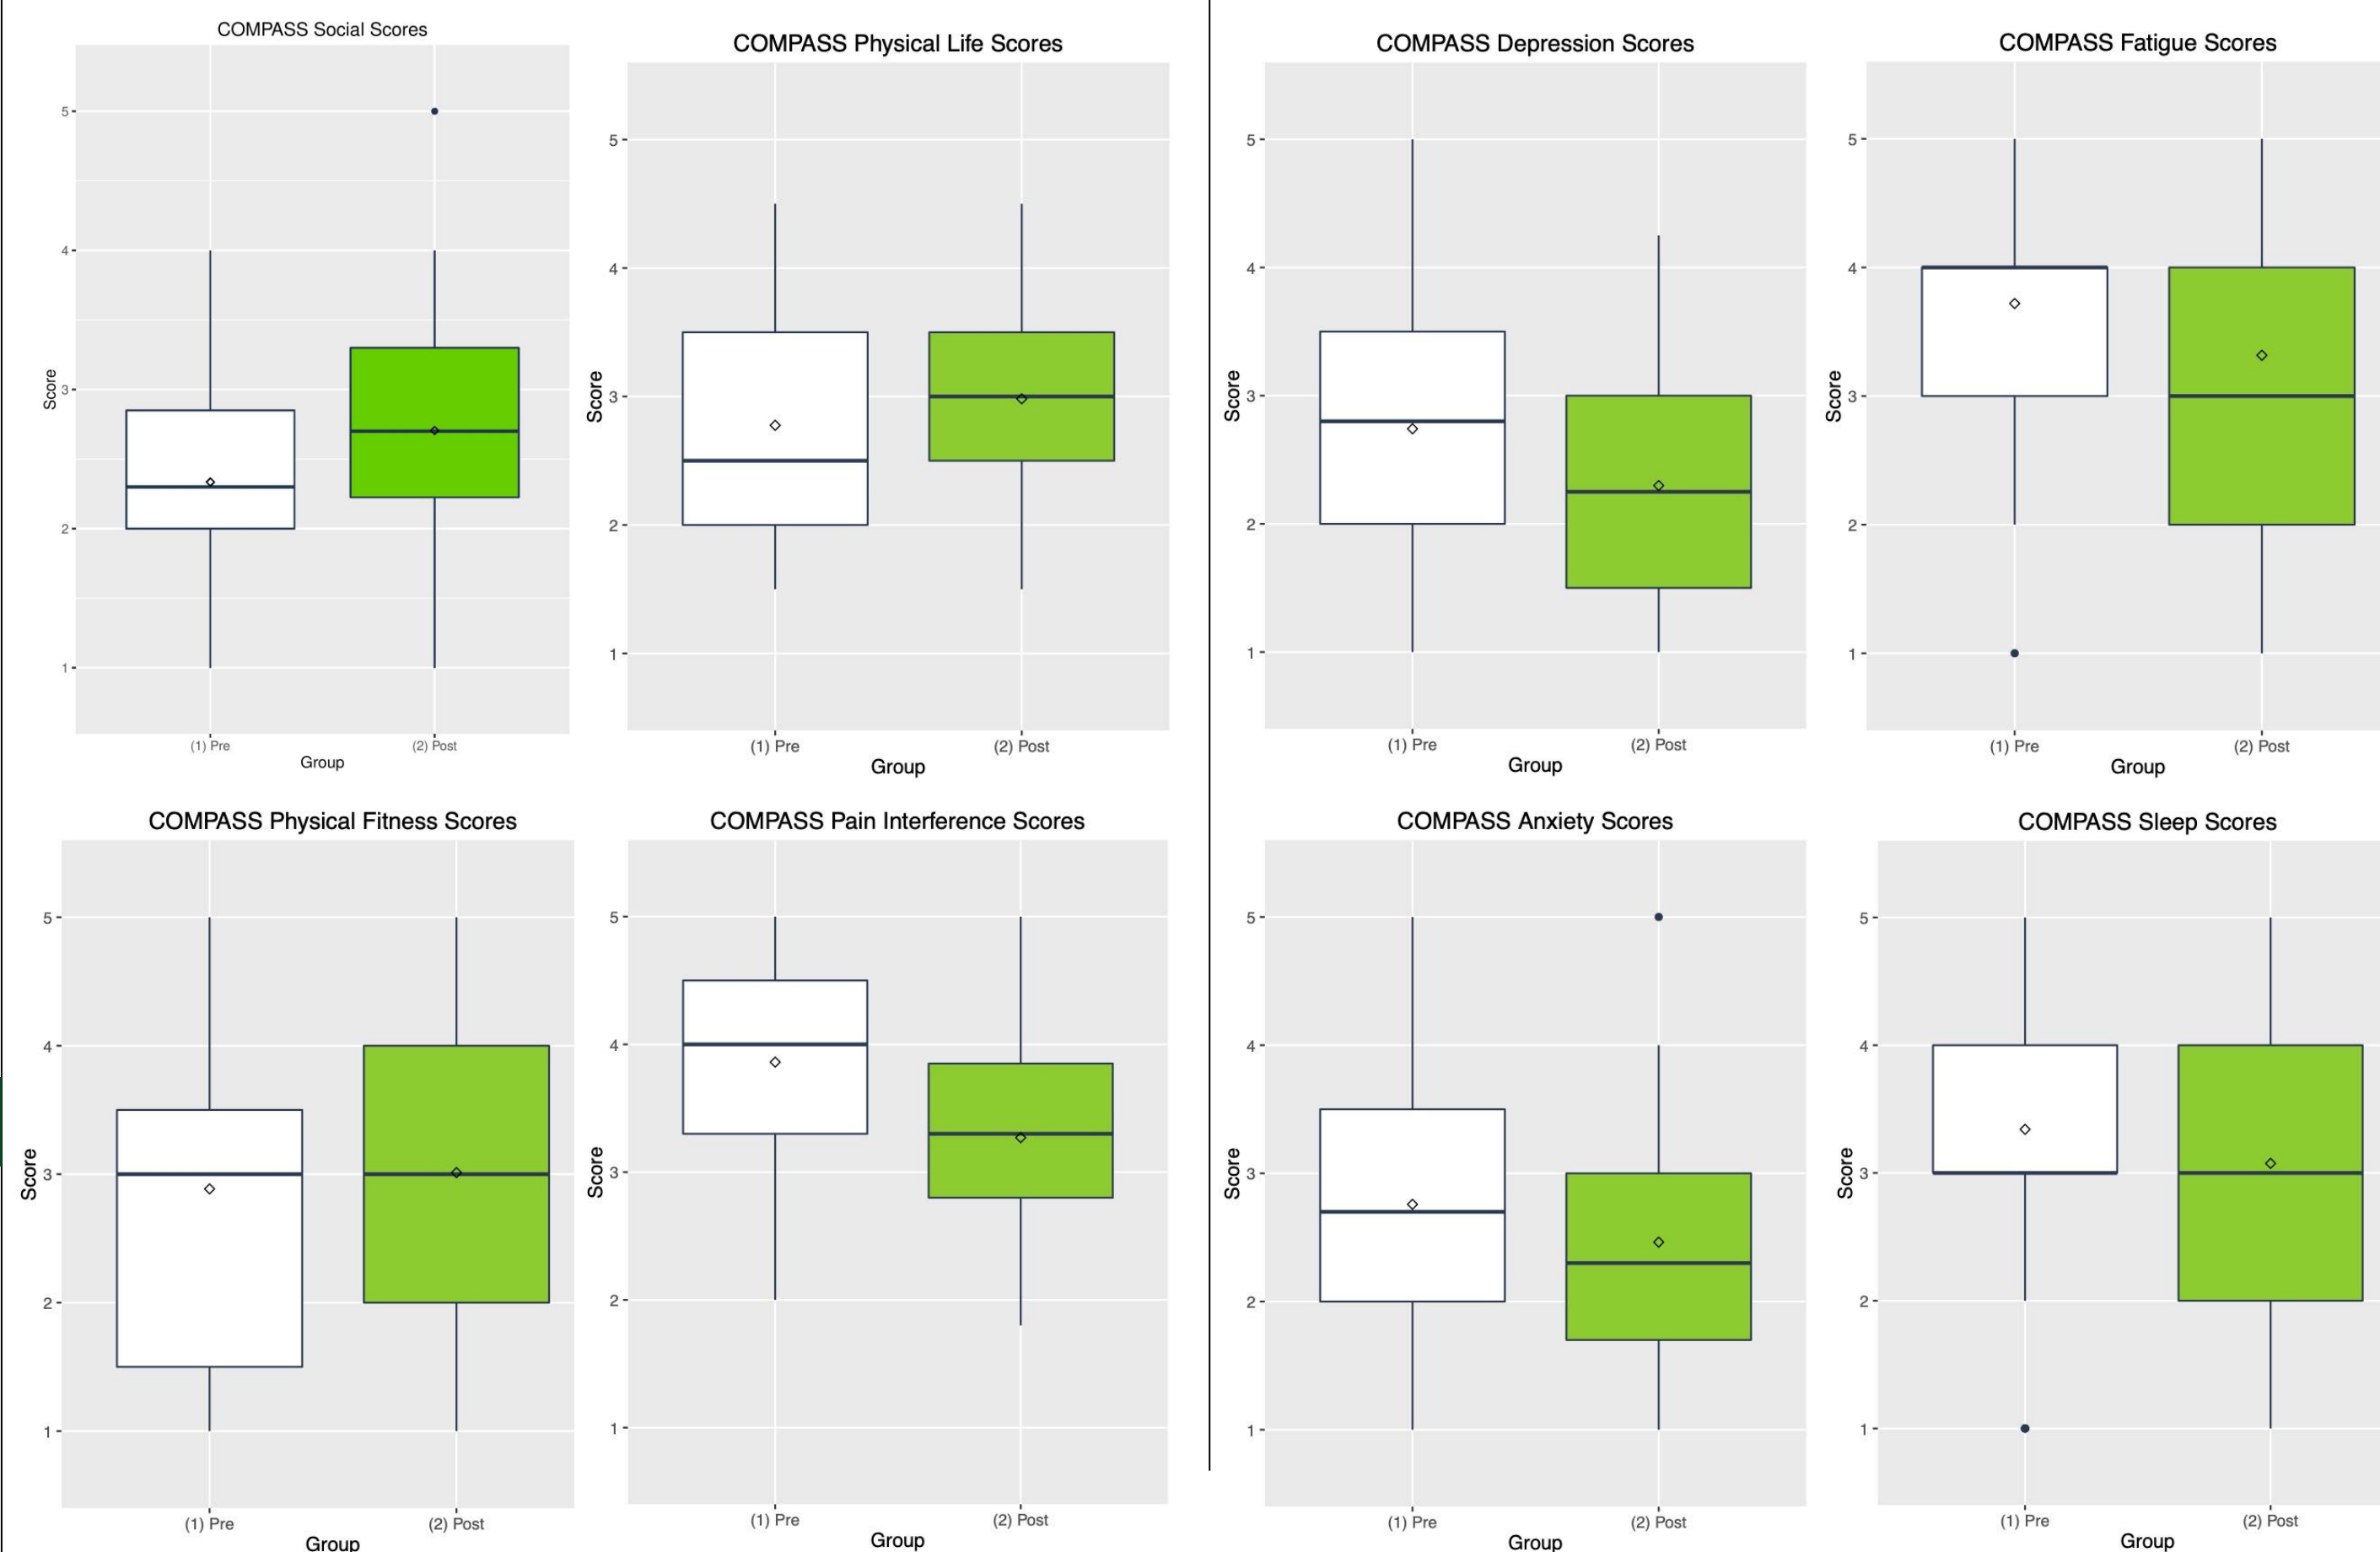 COMPASS Social Scores
5
4
3
2
1
Score
(1) Pre (2) Post
Group
COMPASS Physical Life Scores
5
4
3
2
1
Score
(1) Pre (2) Post
Group
COMPASS Depression Scores
5
4
3
2
1
Score
(1) Pre (2) Post
Group
COMPASS Fatigue Scores
5
4
3
2
1
Score
(1) Pre (2) Post
Group
COMPASS Physical Fitness Scores
5
4
3
2
1
Score
(1) Pre (2) Post
Group
COMPASS Pain Interference Scores
5
4
3
2
1
Score
(1) Pre (2) Post
Group
COMPASS Anxiety Scores
5
4
3
2
1
Score
(1) Pre (2) Post
Group
COMPASS Sleep Scores
5
4
3
2
1
Score
(1) Pre (2) Post
Group